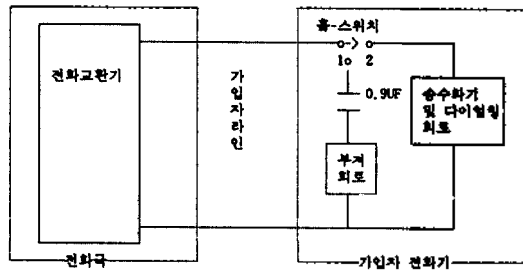 훅-스위치
전화교환기
가입자라인
1o 2
0.9UF
송수화기
및 다이얼링
회로
부저
회로
전화국
가입자 전화기